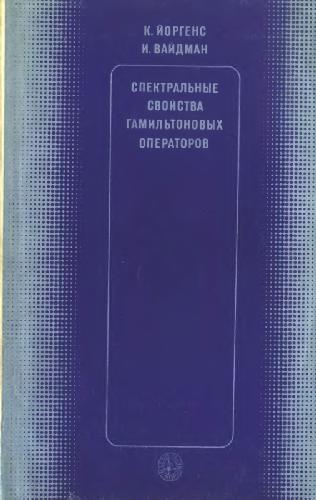 К. ЙОРГЕНС
И. ВАЙДМАН
СПЕКТРАЛЬНЫЕ
СВОЙСТВА
ГАМИЛЬТОНОВЫХ
ОПЕРАТОРОВ